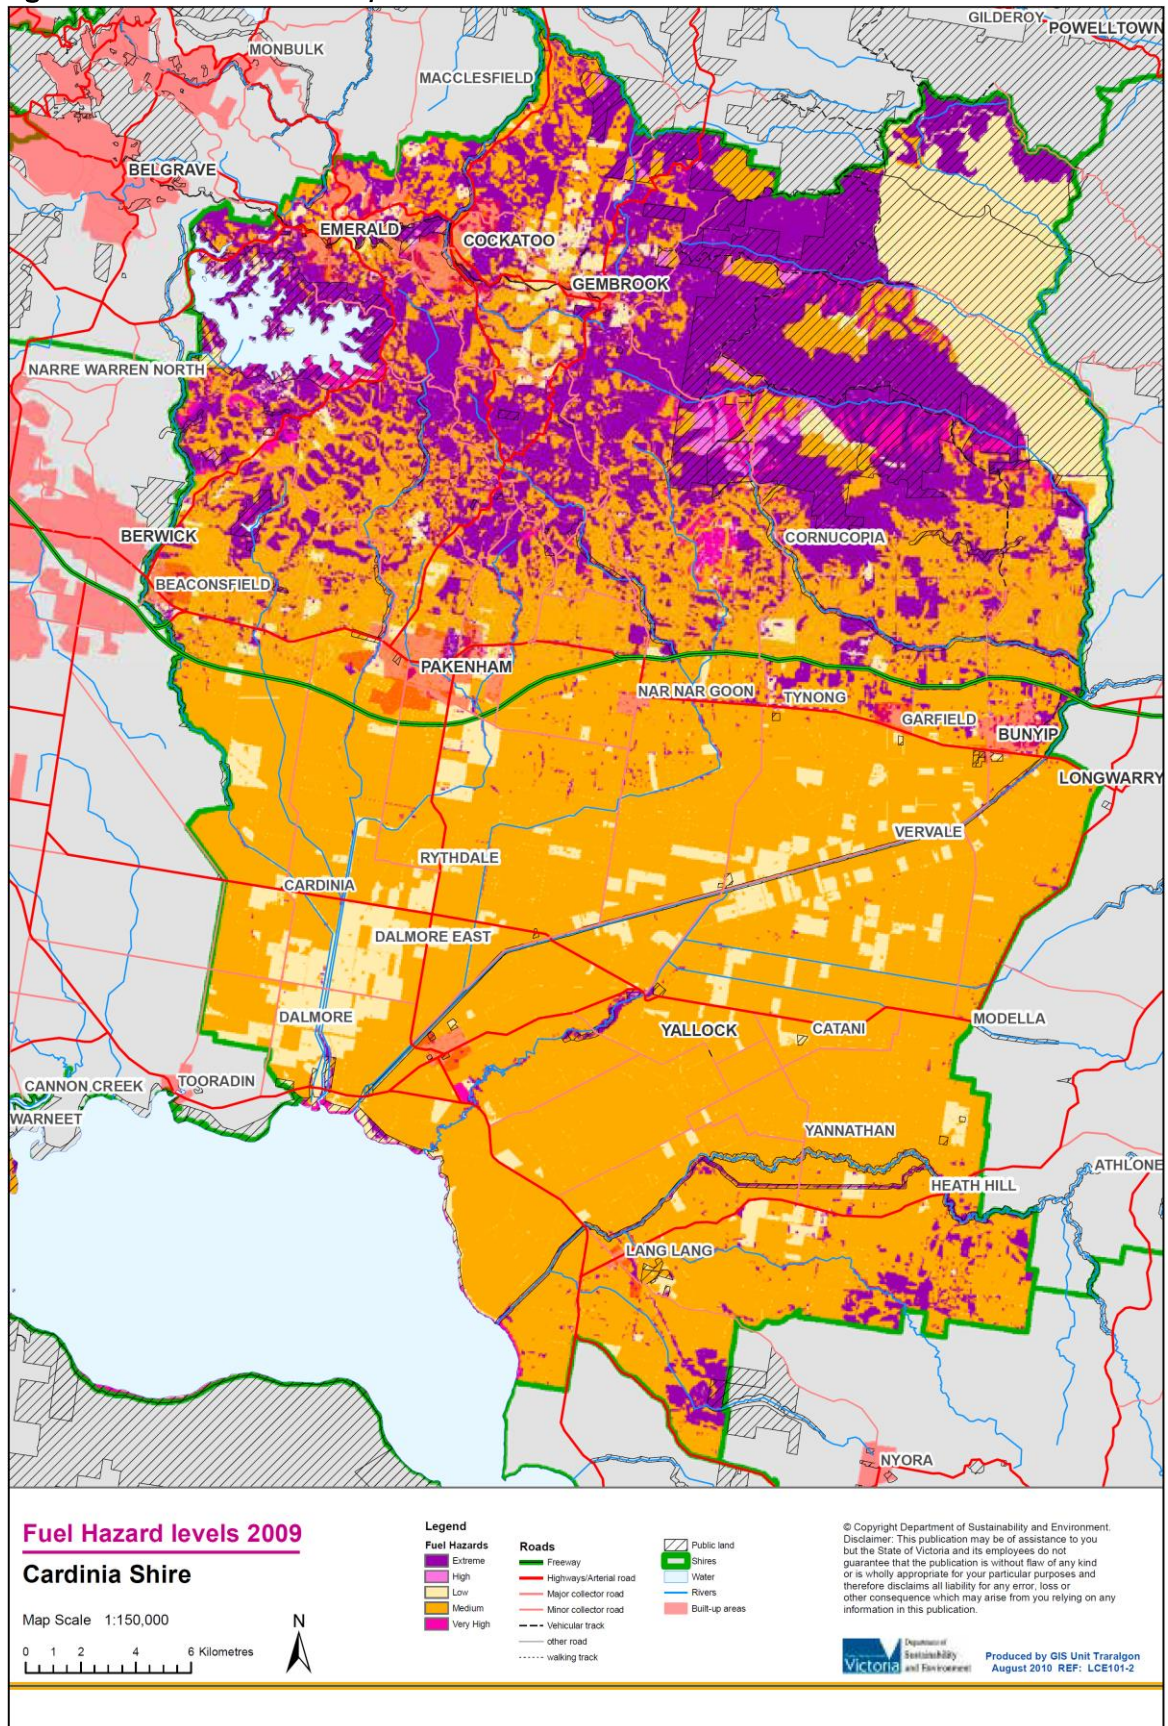 GILDEROY
POWELLTOWN
MONBULK
MACCLESFIELD
BELGRAVE
EMERALD
COCKATOO
GEMBROOK
NARRE WARREN NORTH
BERWICK
CORNUCOPIA
BEACONSFIELD
PAKENHAM
NAR NAR GOON
TYNONG
GARFIELD
BUNYIP
LONGWARRY
VERVALE
RYTHDALE
CARDINIA
DALMORE EAST
DALMORE
YALLOCK
CATANI
MODELLA
CANNON CREEK
TOORADIN
WARNEET
YANNATHAN
ATHLONE
HEATH HILL
LANG LANG
NYORA
Fuel Hazard levels 2009
Cardinia Shire
Map Scale 1:150,000
0 1 2 4 6 Kilometres
N
Legend
Fuel Hazards
Extreme
High
Low
Medium
Very High
Roads
Freeway
Highways/Arterial road
Major collector road
Minor collector road
Vehicular track
other road
walking track
Public land
Shires
Water
Rivers
Built-up areas
© Copyright Department of Sustainability and Environment.
Disclaimer: This publication may be of assistance to you
but the State of Victoria and its employees do not
guarantee that the publication is without flaw of any kind
or is wholly appropriate for your particular purposes and
therefore disclaims all liability for any error, loss or
other consequence which may arise from you relying on any
information in this publication.
Victoria
Department of
Sustainability
and Environment
Produced by GIS Unit Traralgon
August 2010 REF: LCE101-2